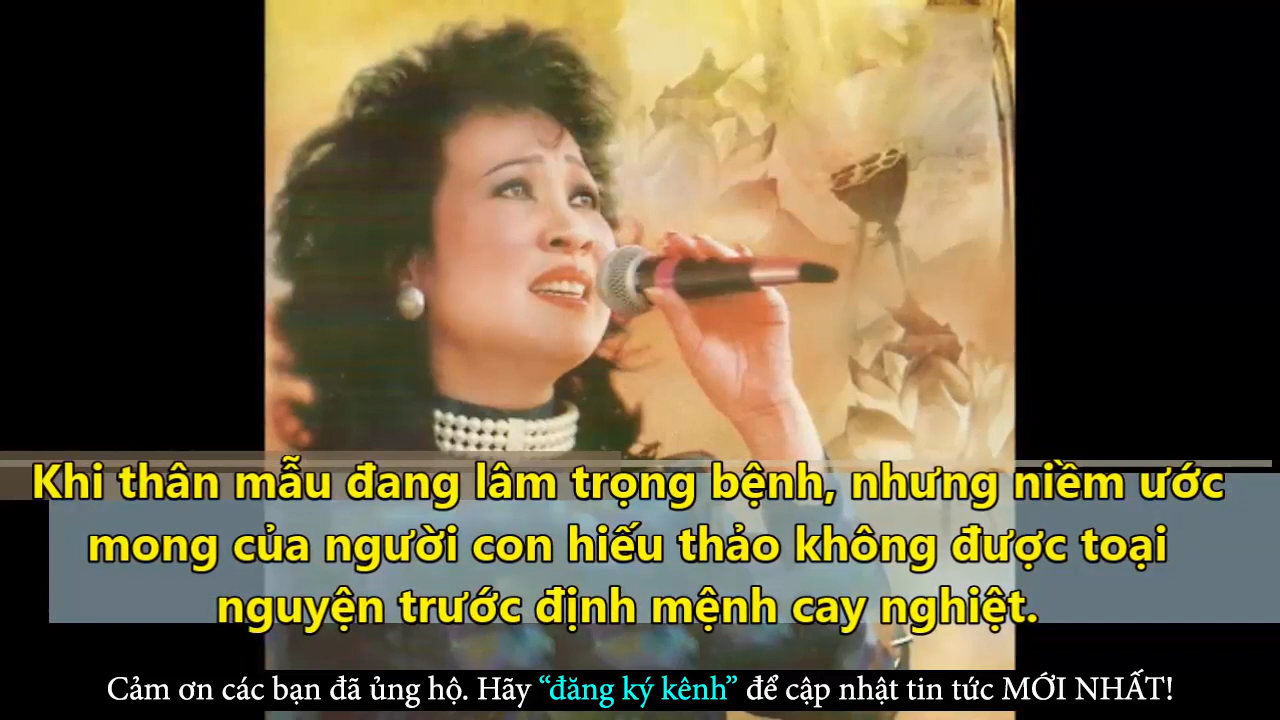 Khi thân mẫu đang lâm trọng bệnh, nhưng niềm ước
mong của người con hiếu thảo không được toại
nguyện trước định mệnh cay nghiệt.
Cảm ơn các bạn đã ủng hộ. Hãy “đăng ký kênh” để cập nhật tin tức MỚI NHẤT!